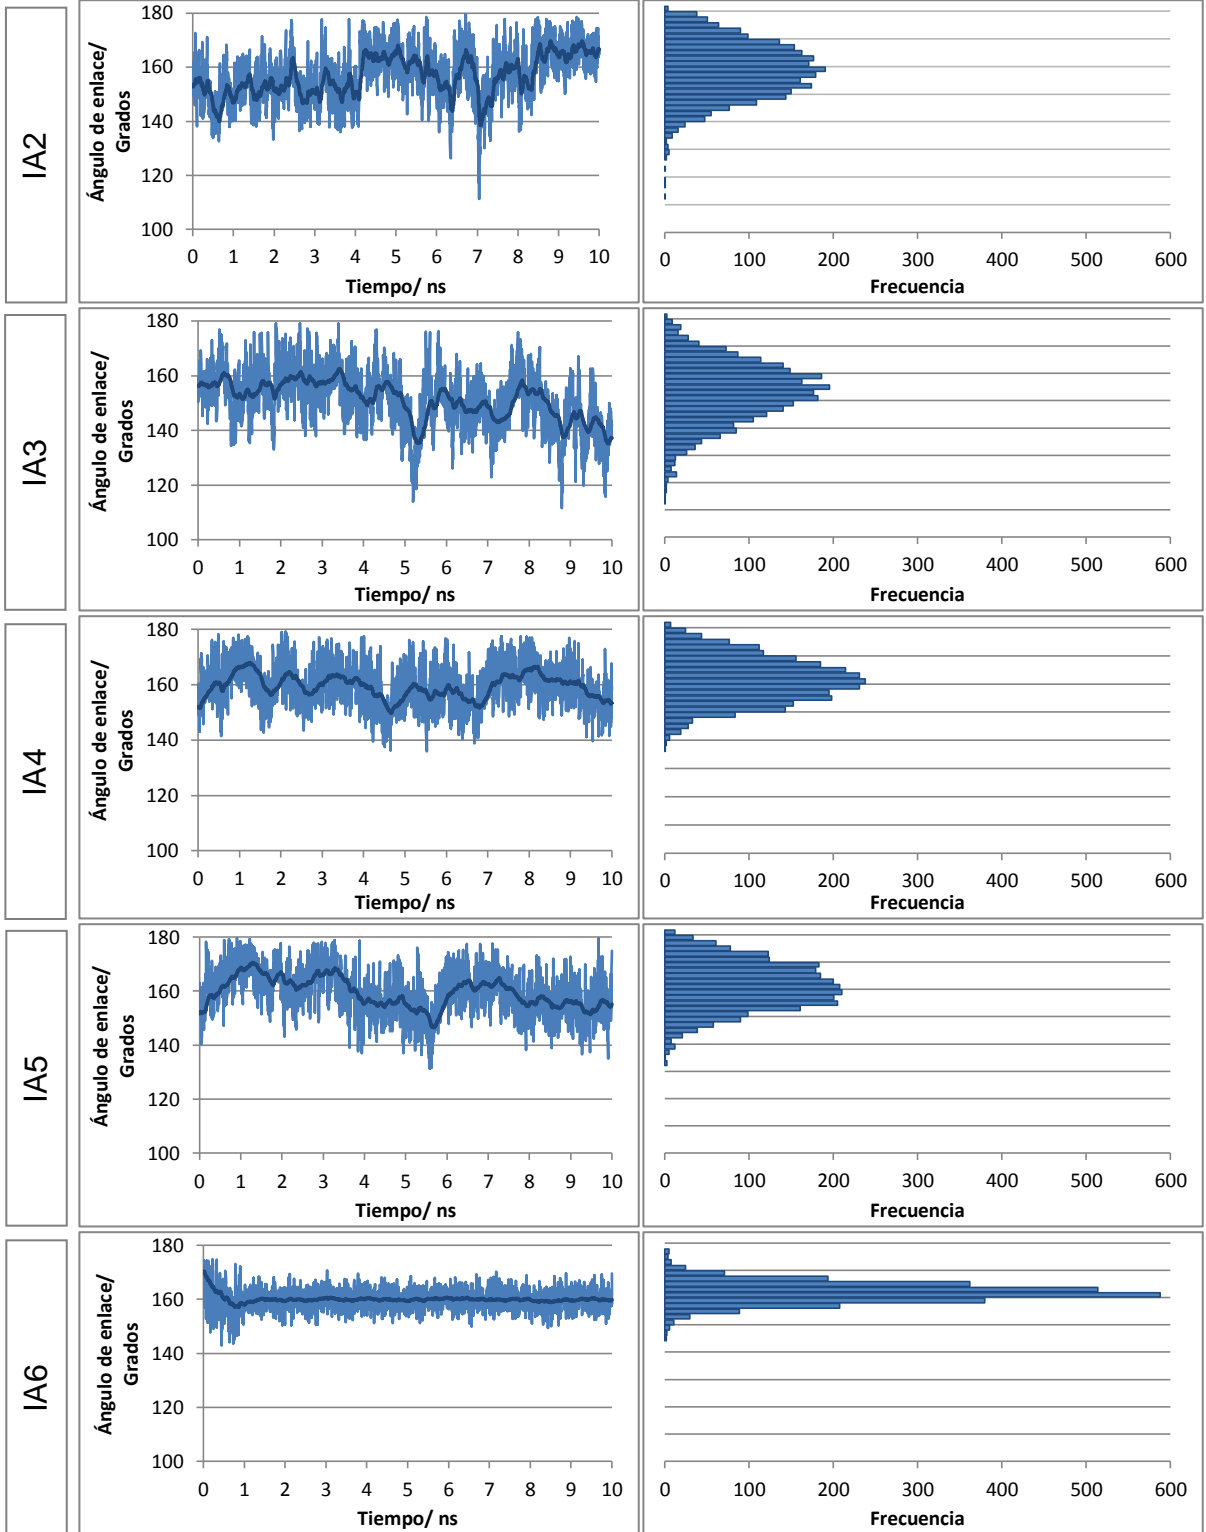 IA2
Ángulo de enlace/
Grados
180
160
140
120
100
0 1 2 3 4 5 6 7 8 9 10
Tiempo/ ns
0 100 200 300 400 500 600
Frecuencia
IA3
Ángulo de enlace/
Grados
180
160
140
120
100
0 1 2 3 4 5 6 7 8 9 10
Tiempo/ ns
0 100 200 300 400 500 600
Frecuencia
IA4
Ángulo de enlace/
Grados
180
160
140
120
100
0 1 2 3 4 5 6 7 8 9 10
Tiempo/ ns
0 100 200 300 400 500 600
Frecuencia
IA5
Ángulo de enlace/
Grados
180
160
140
120
100
0 1 2 3 4 5 6 7 8 9 10
Tiempo/ ns
0 100 200 300 400 500 600
Frecuencia
IA6
Ángulo de enlace/
Grados
180
160
140
120
100
0 1 2 3 4 5 6 7 8 9 10
Tiempo/ ns
0 100 200 300 400 500 600
Frecuencia